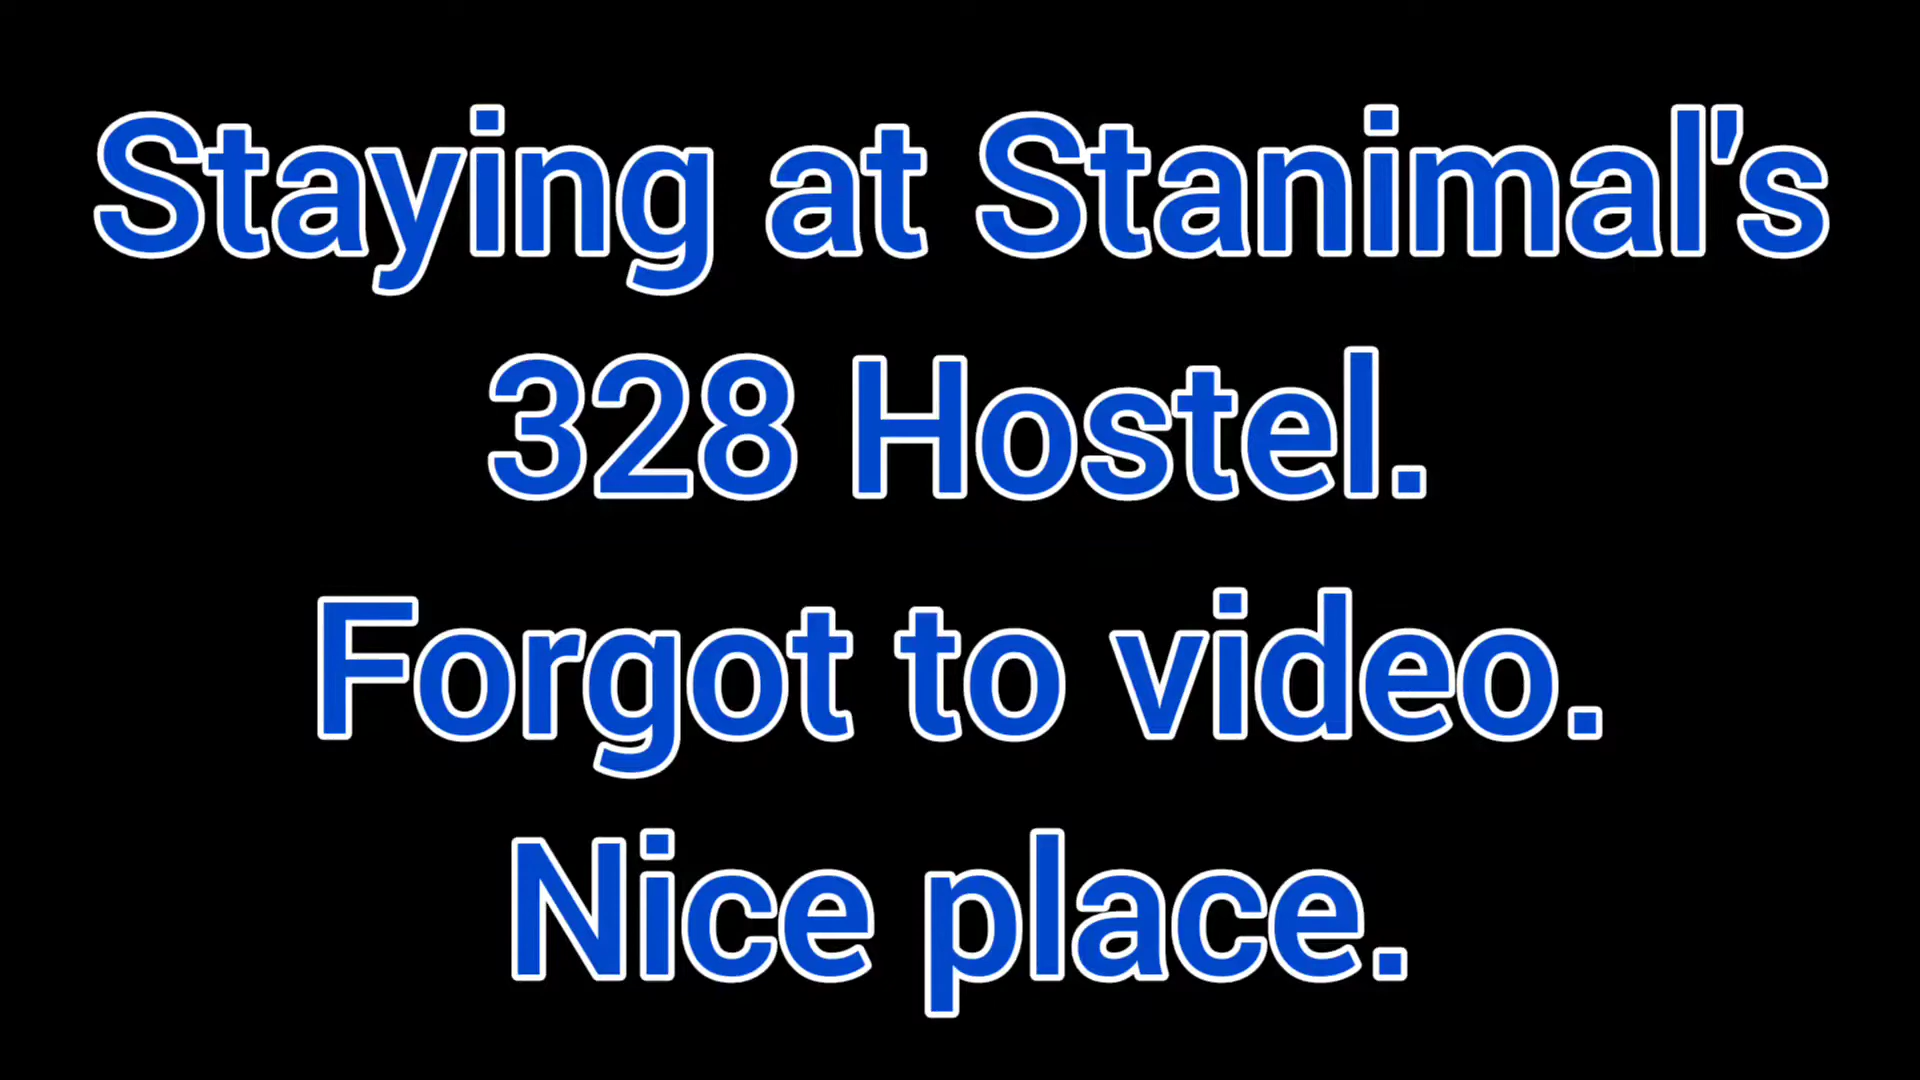 Staying at Stanimal's
328 Hostel.
Forgot to video.
Nice place.